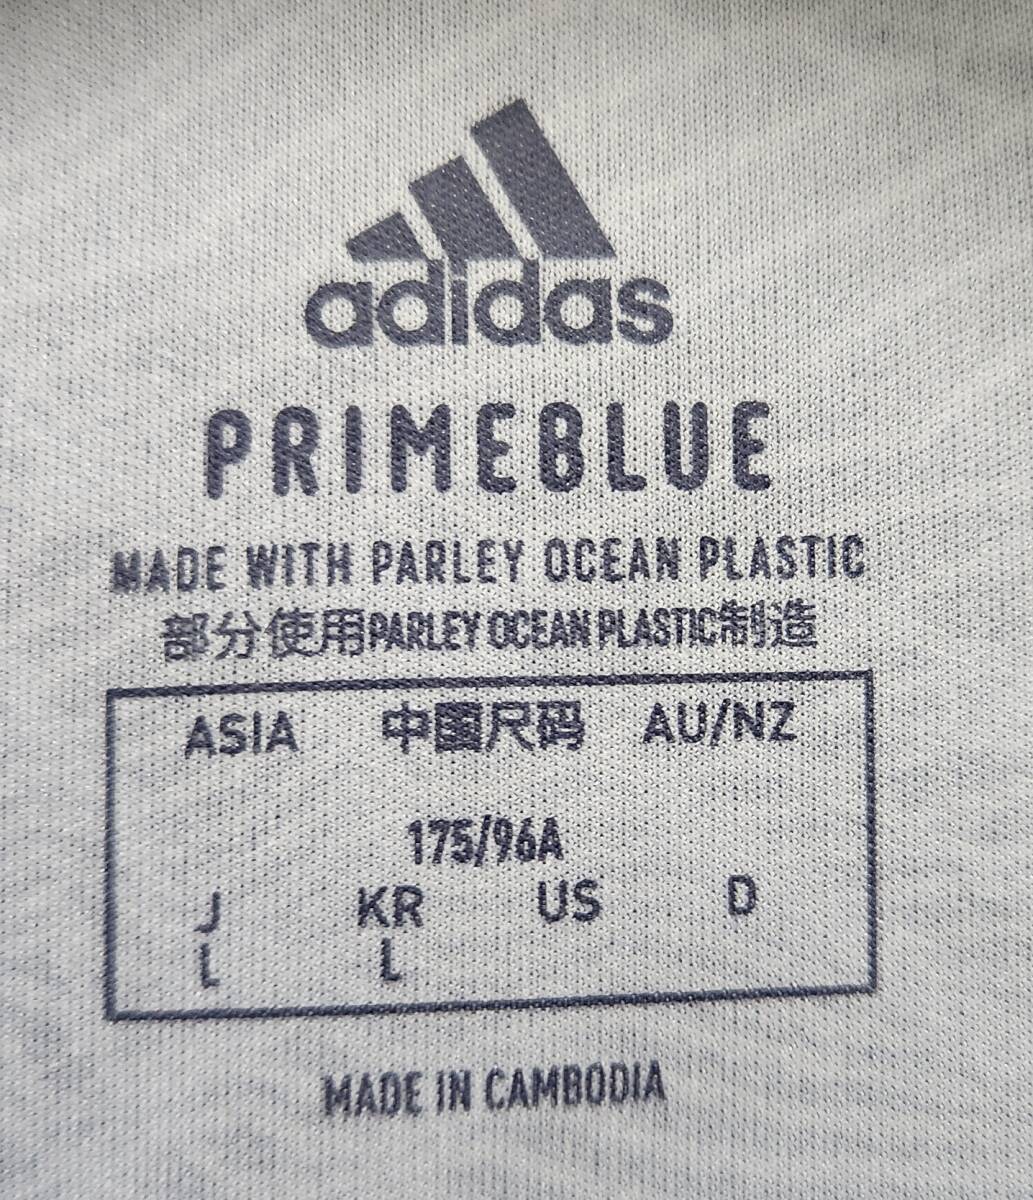 adidas
PRIMEBLUE
MADE WITH PARLEY OCEAN PLASTIC
部分使用PARLEY OCEAN PLASTIC制造
ASIA 中国尺码 AU/NZ
175/96A
J KR US D
L L
MADE IN CAMBODIA